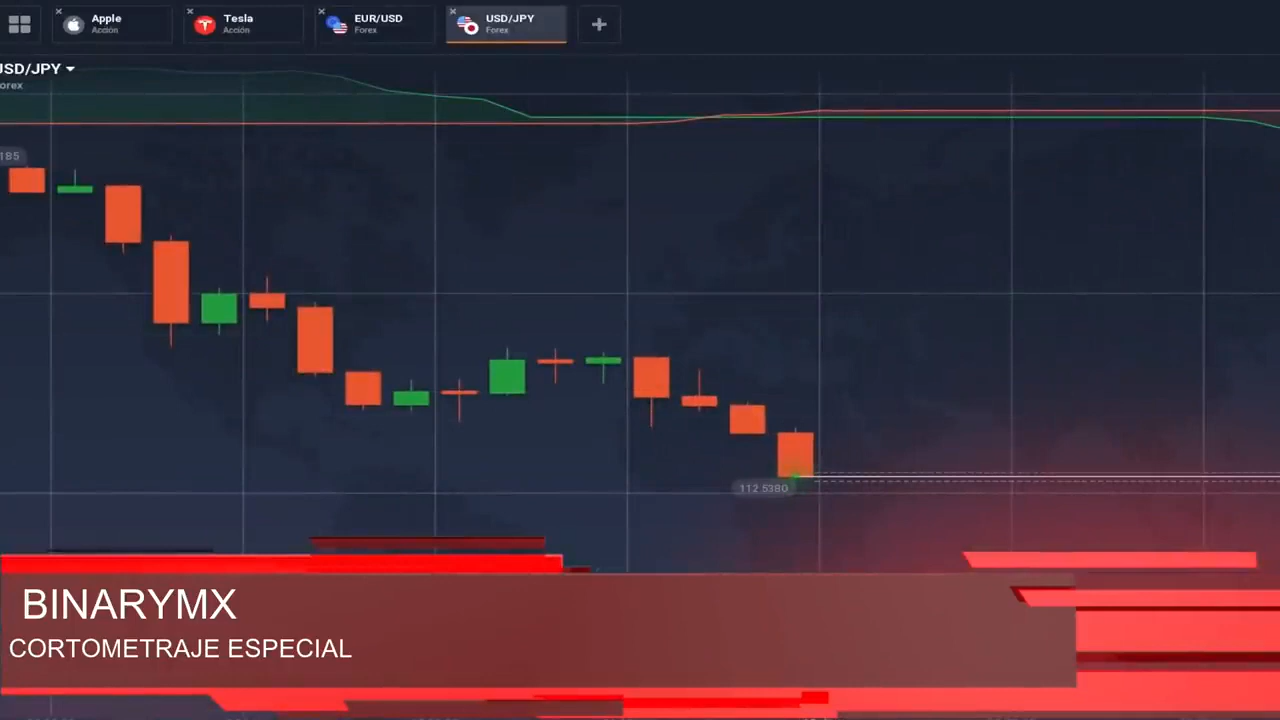 Apple
Acción
Tesla
Acción
EUR/USD
Forex
USD/JPY
Forex
USD/JPY
orex
185
112 5380
BINARYMX
CORTOMETRAJE ESPECIAL